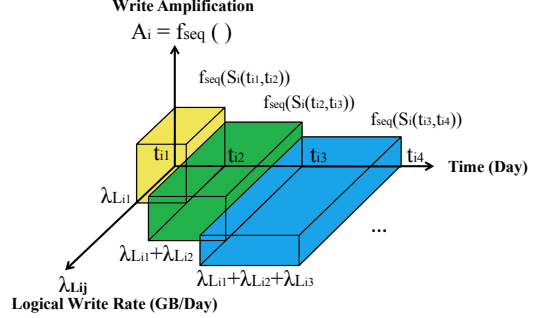 Write Amplification
Ai = fseq ( )
fseq(Si(ti1,ti2))
fseq(Si(ti2,ti3))
fseq(Si(ti3,ti4))
ti1
ti2
ti3
ti4
Time (Day)
λLi1
λLi1+λLi2
...
λLi1+λLi2+λLi3
λLij
Logical Write Rate (GB/Day)